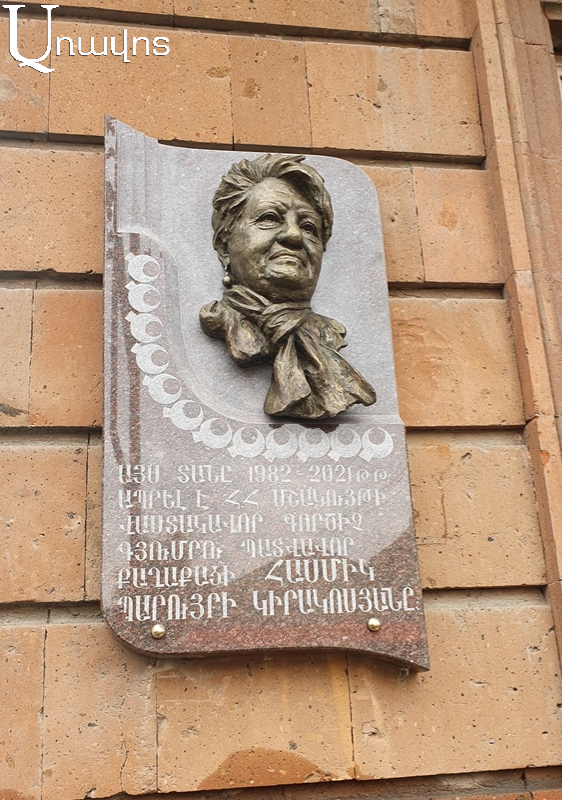 Առավոտ
ԱՅՍ ՏԱՆԸ 1982-2021ԹԹ
ԱՊՐԵԼ Է ՀՀ ՄՇԱԿՈՒՅԹԻ
ՎԱՍՏԱԿԱՎՈՐ ԳՈՐԾԻՉ
ԳՅՈՒՄՐՈՒ ՊԱՏՎԱՎՈՐ
ՔԱՂԱՔԱՑԻ ՀԱՍՄԻԿ
ՊԱՐՈՒՅՐԻ ԿԻՐԱԿՈՍՅԱՆԸ: